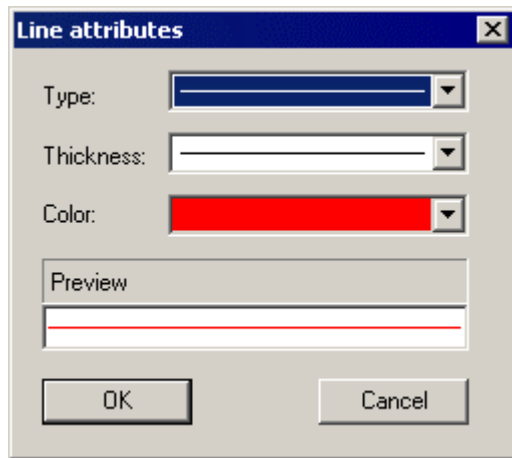 Line attributes
Type:
Thickness:
Color:
Preview
OK
Cancel